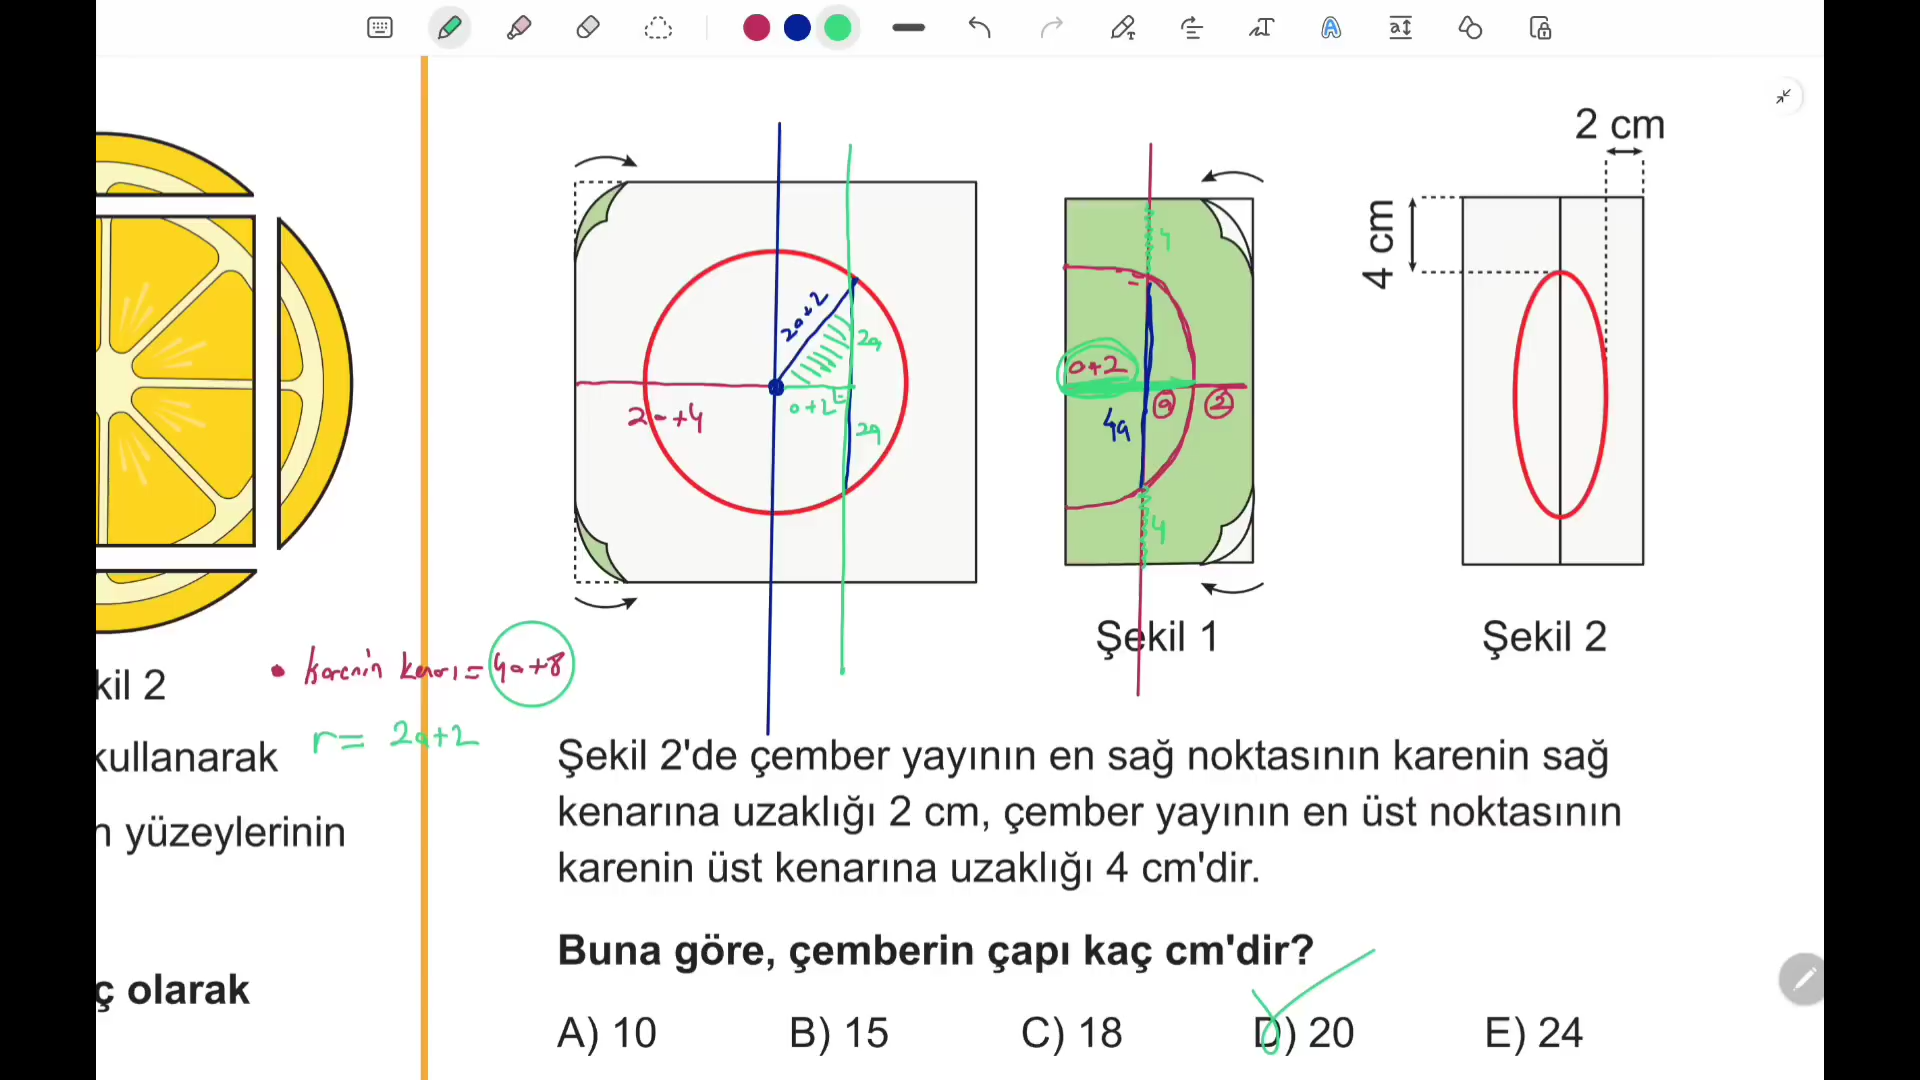 2 cm
4 cm
2a+2
2a
a+2
2a
2a+4
4
a+2
a
2
4a
4
Şekil 1
Şekil 2
kil 2
kullanarak
n yüzeylerinin
ç olarak
• Karenin kenarı = 4a+8
r = 2a+2
Şekil 2'de çember yayının en sağ noktasının karenin sağ
kenarına uzaklığı 2 cm, çember yayının en üst noktasının
karenin üst kenarına uzaklığı 4 cm'dir.
Buna göre, çemberin çapı kaç cm'dir?
A) 10 B) 15 C) 18 D) 20 E) 24